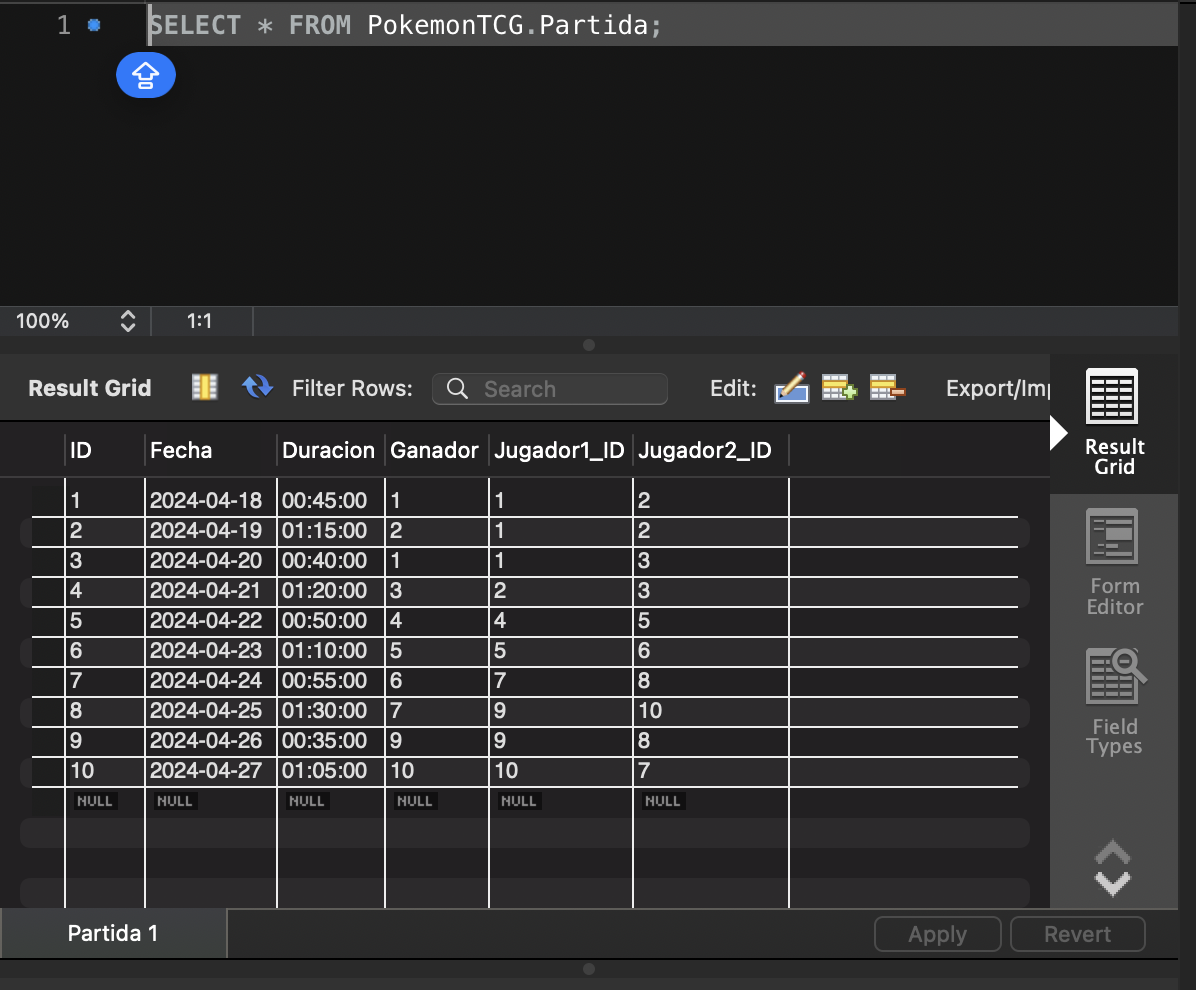 1 SELECT * FROM PokemonTCG.Partida;
100% 1:1
Result Grid Filter Rows: Search Edit: Export/Imp
Result
Grid
ID Fecha Duracion Ganador Jugador1_ID Jugador2_ID
1 2024-04-18 00:45:00 1 1 2
2 2024-04-19 01:15:00 2 1 2
3 2024-04-20 00:40:00 1 1 3
4 2024-04-21 01:20:00 3 2 3
5 2024-04-22 00:50:00 4 4 5
6 2024-04-23 01:10:00 5 5 6
7 2024-04-24 00:55:00 6 7 8
8 2024-04-25 01:30:00 7 9 10
9 2024-04-26 00:35:00 9 9 8
10 2024-04-27 01:05:00 10 10 7
NULL NULL NULL NULL NULL NULL
Form
Editor
Field
Types
Partida 1 Apply Revert